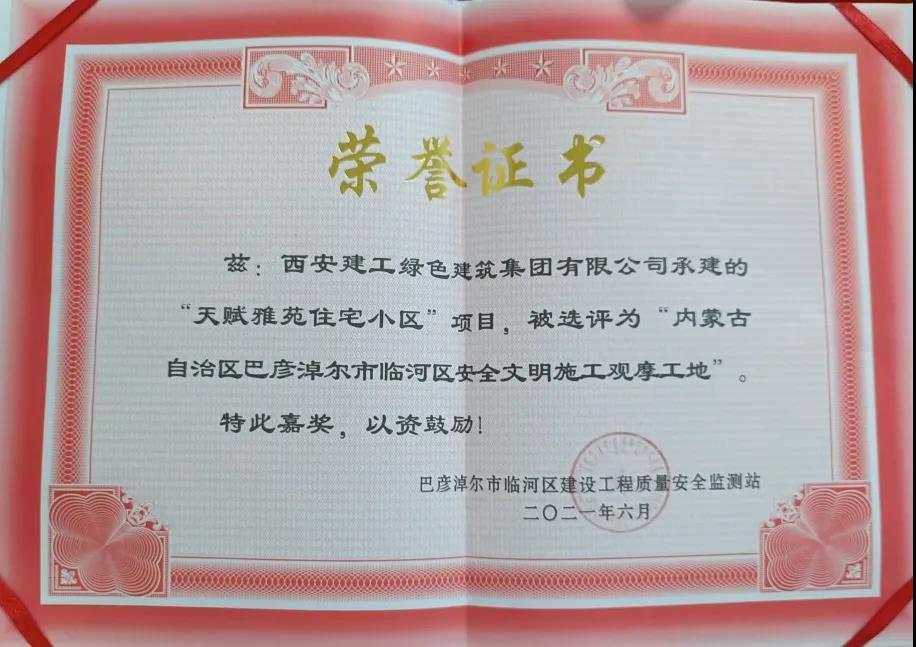 荣誉证书
兹：西安建工绿色建筑集团有限公司承建的
“天赋雅苑住宅小区”项目，被选评为“内蒙古
自治区巴彦淖尔市临河区安全文明施工观摩工地”。
特此嘉奖，以资鼓励！
巴彦淖尔市临河区建设工程质量安全监测站
二〇二一年六月